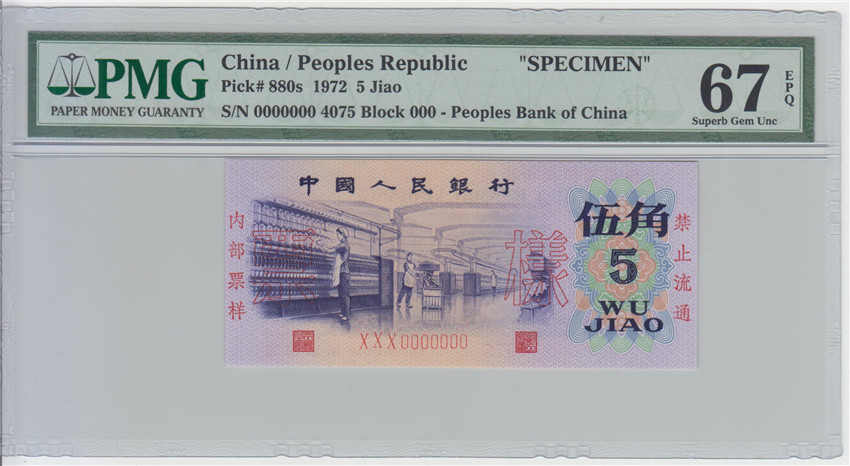 PMG
PAPER MONEY GUARANTY
China / Peoples Republic "SPECIMEN"
Pick# 880s 1972 5 Jiao
S/N 0000000 4075 Block 000 - Peoples Bank of China
67
EPQ
Superb Gem Unc
中國人民銀行
内部票样
樣
伍角
5
WU
JIAO
禁止流通
XXX0000000